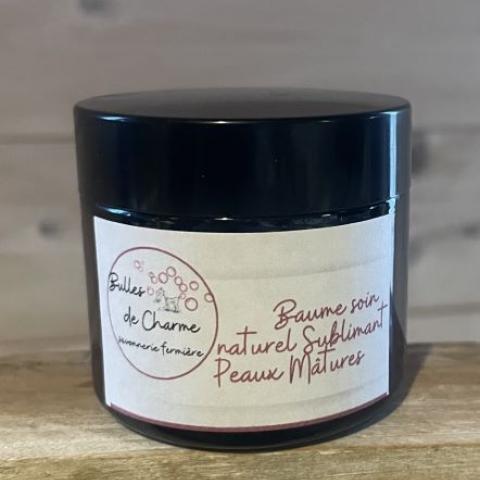 Bulles
de Charme
savonnerie fermière
Baume soin
naturel Sublimant
Peaux Mâtures